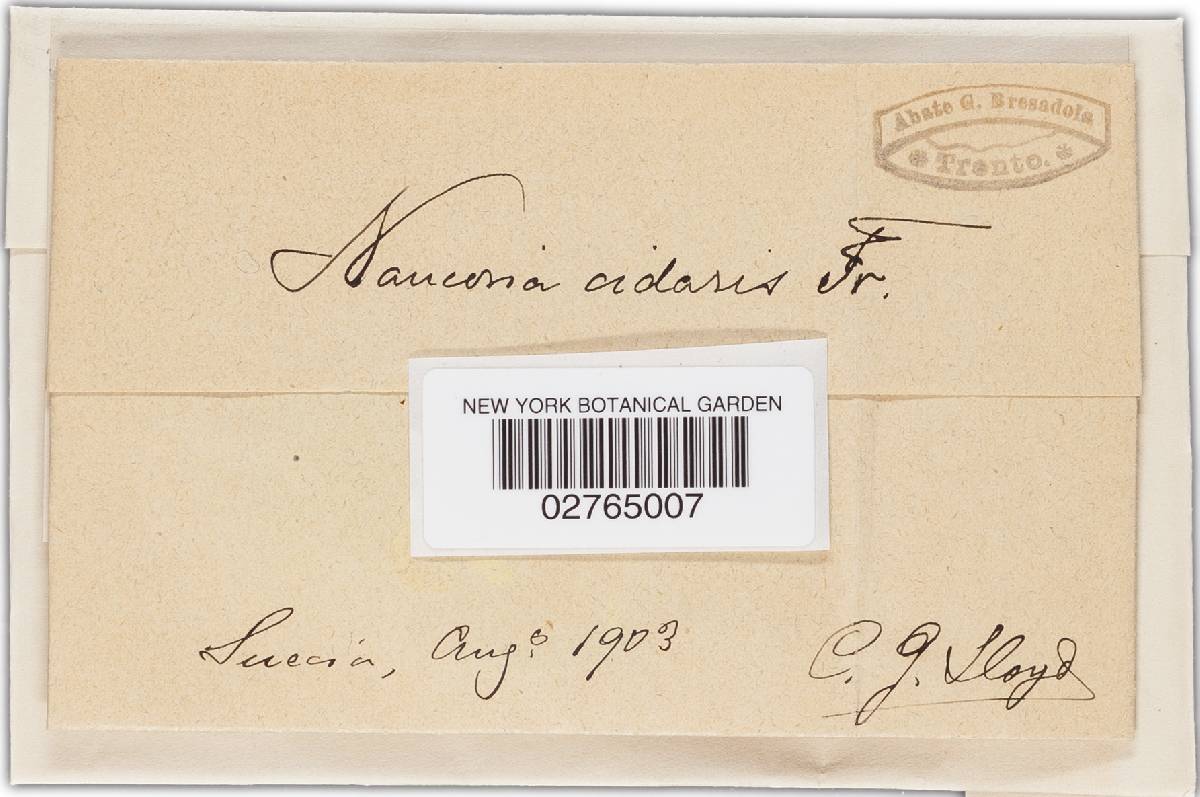 Abate G. Bresadola
* Trento. *
Naucoria cidaris Fr.
NEW YORK BOTANICAL GARDEN
02765007
Suecia, Aug.º 1903
C. G. Lloyd